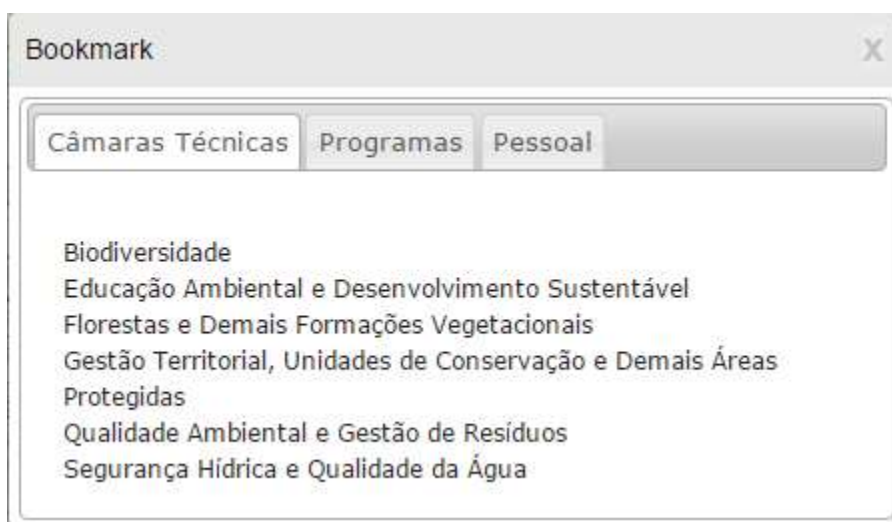 Bookmark X
Câmaras Técnicas Programas Pessoal
Biodiversidade
Educação Ambiental e Desenvolvimento Sustentável
Florestas e Demais Formações Vegetacionais
Gestão Territorial, Unidades de Conservação e Demais Áreas
Protegidas
Qualidade Ambiental e Gestão de Resíduos
Segurança Hídrica e Qualidade da Água